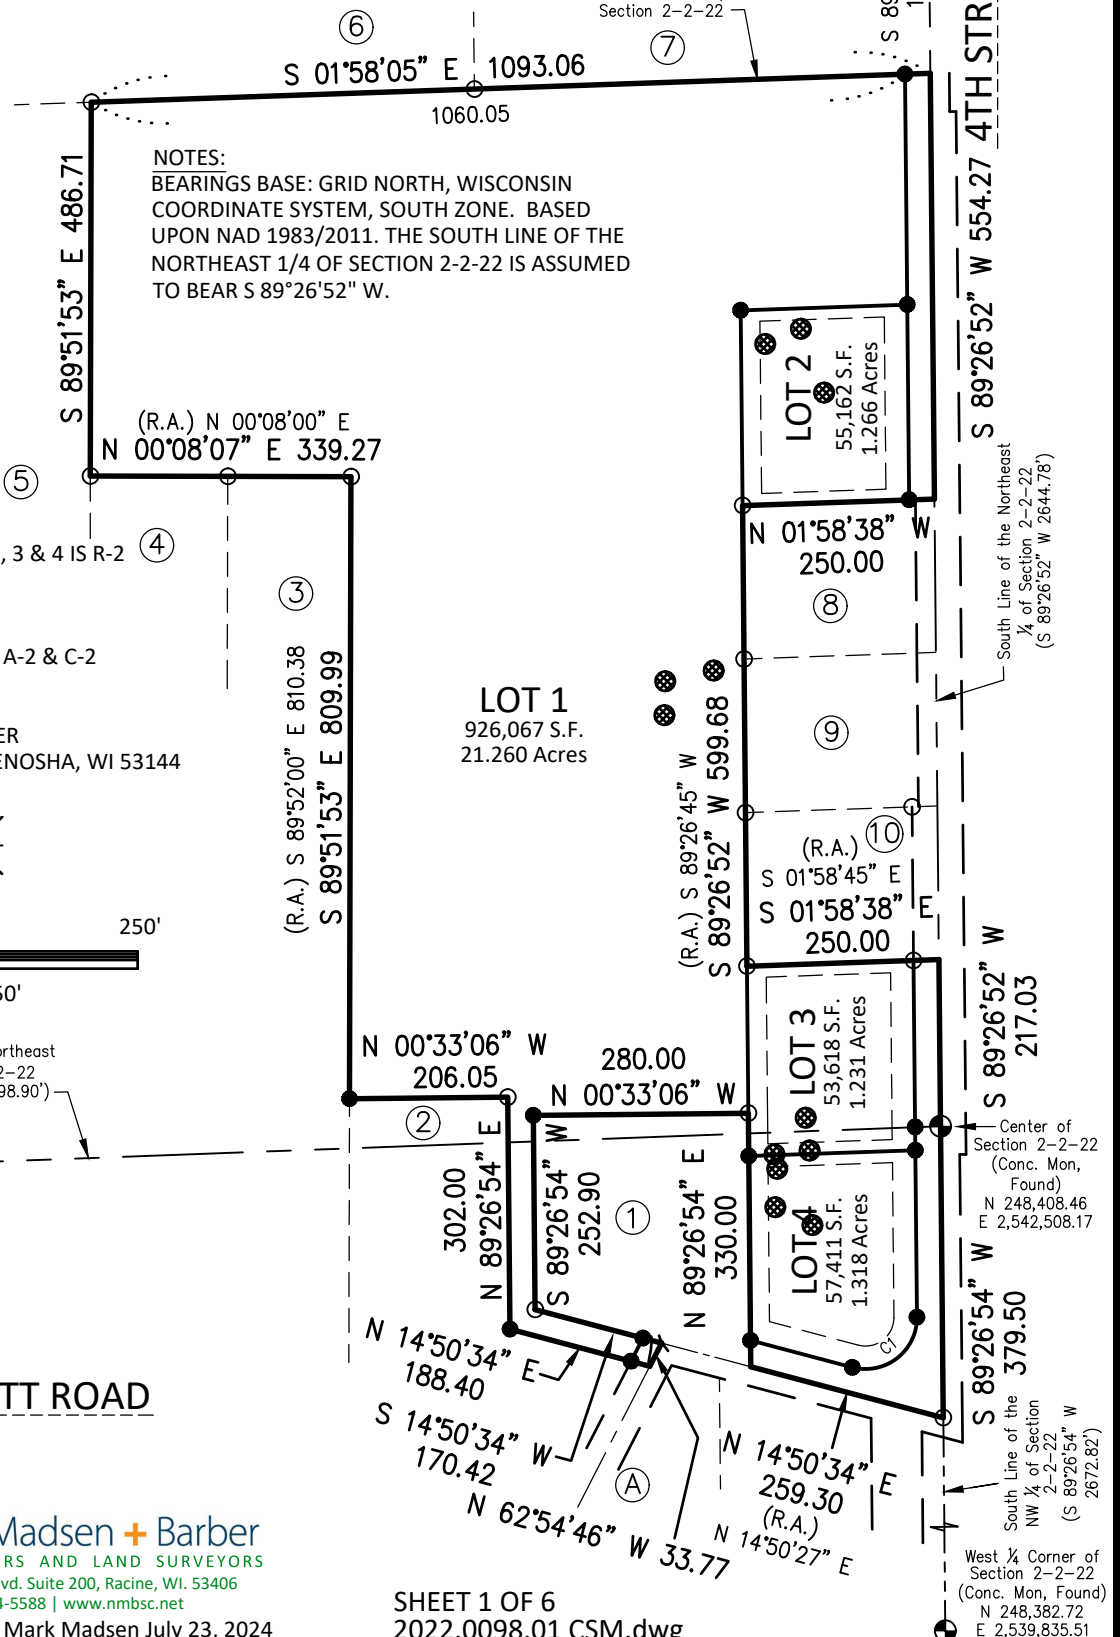 Section 2-2-22
S 89
4TH STR
6
7
S 01°58'05" E 1093.06
1060.05
NOTES:
BEARINGS BASE: GRID NORTH, WISCONSIN
COORDINATE SYSTEM, SOUTH ZONE. BASED
UPON NAD 1983/2011. THE SOUTH LINE OF THE
NORTHEAST 1/4 OF SECTION 2-2-22 IS ASSUMED
TO BEAR S 89°26'52" W.
S 89°51'53" E 486.71
S 89°26'52" W 554.27
LOT 2
55,162 S.F.
1.266 Acres
(R.A.) N 00°08'00" E
N 00°08'07" E 339.27
5
4
, 3 & 4 IS R-2
3
N 01°58'38" W
250.00
South Line of the Northeast
¼ of Section 2-2-22
(S 89°26'52" W 2644.78')
8
A-2 & C-2
(R.A.) S 89°52'00" E 810.38
S 89°51'53" E 809.99
LOT 1
926,067 S.F.
21.260 Acres
ER
ENOSHA, WI 53144
9
(R.A.) S 89°26'45" W
S 89°26'52" W 599.68
10
(R.A.)
S 01°58'45" E
S 01°58'38" E
250.00
250'
50'
S 89°26'52" W
217.03
LOT 3
53,618 S.F.
1.231 Acres
ortheast
2-22
98.90')
N 00°33'06" W
206.05
280.00
N 00°33'06" W
2
Center of
Section 2-2-22
(Conc. Mon,
Found)
N 248,408.46
E 2,542,508.17
302.00
N 89°26'54" E
S 89°26'54" W
252.90
1
N 89°26'54" E
330.00
LOT 4
57,411 S.F.
1.318 Acres
C1
S 89°26'54" W
379.50
N 14°50'34" E
188.40
S 14°50'34" W
170.42
N 62°54'46" W 33.77
A
N 14°50'34" E
259.30
(R.A.)
N 14°50'27" E
South Line of the
NW ¼ of Section
2-2-22
(S 89°26'54" W
2672.82')
TT ROAD
Madsen + Barber
RS AND LAND SURVEYORS
vd. Suite 200, Racine, WI. 53406
4-5588 | www.nmbsc.net
Mark Madsen July 23, 2024
SHEET 1 OF 6
2022.0098.01 CSM.dwg
West ¼ Corner of
Section 2-2-22
(Conc. Mon, Found)
N 248,382.72
E 2,539,835.51